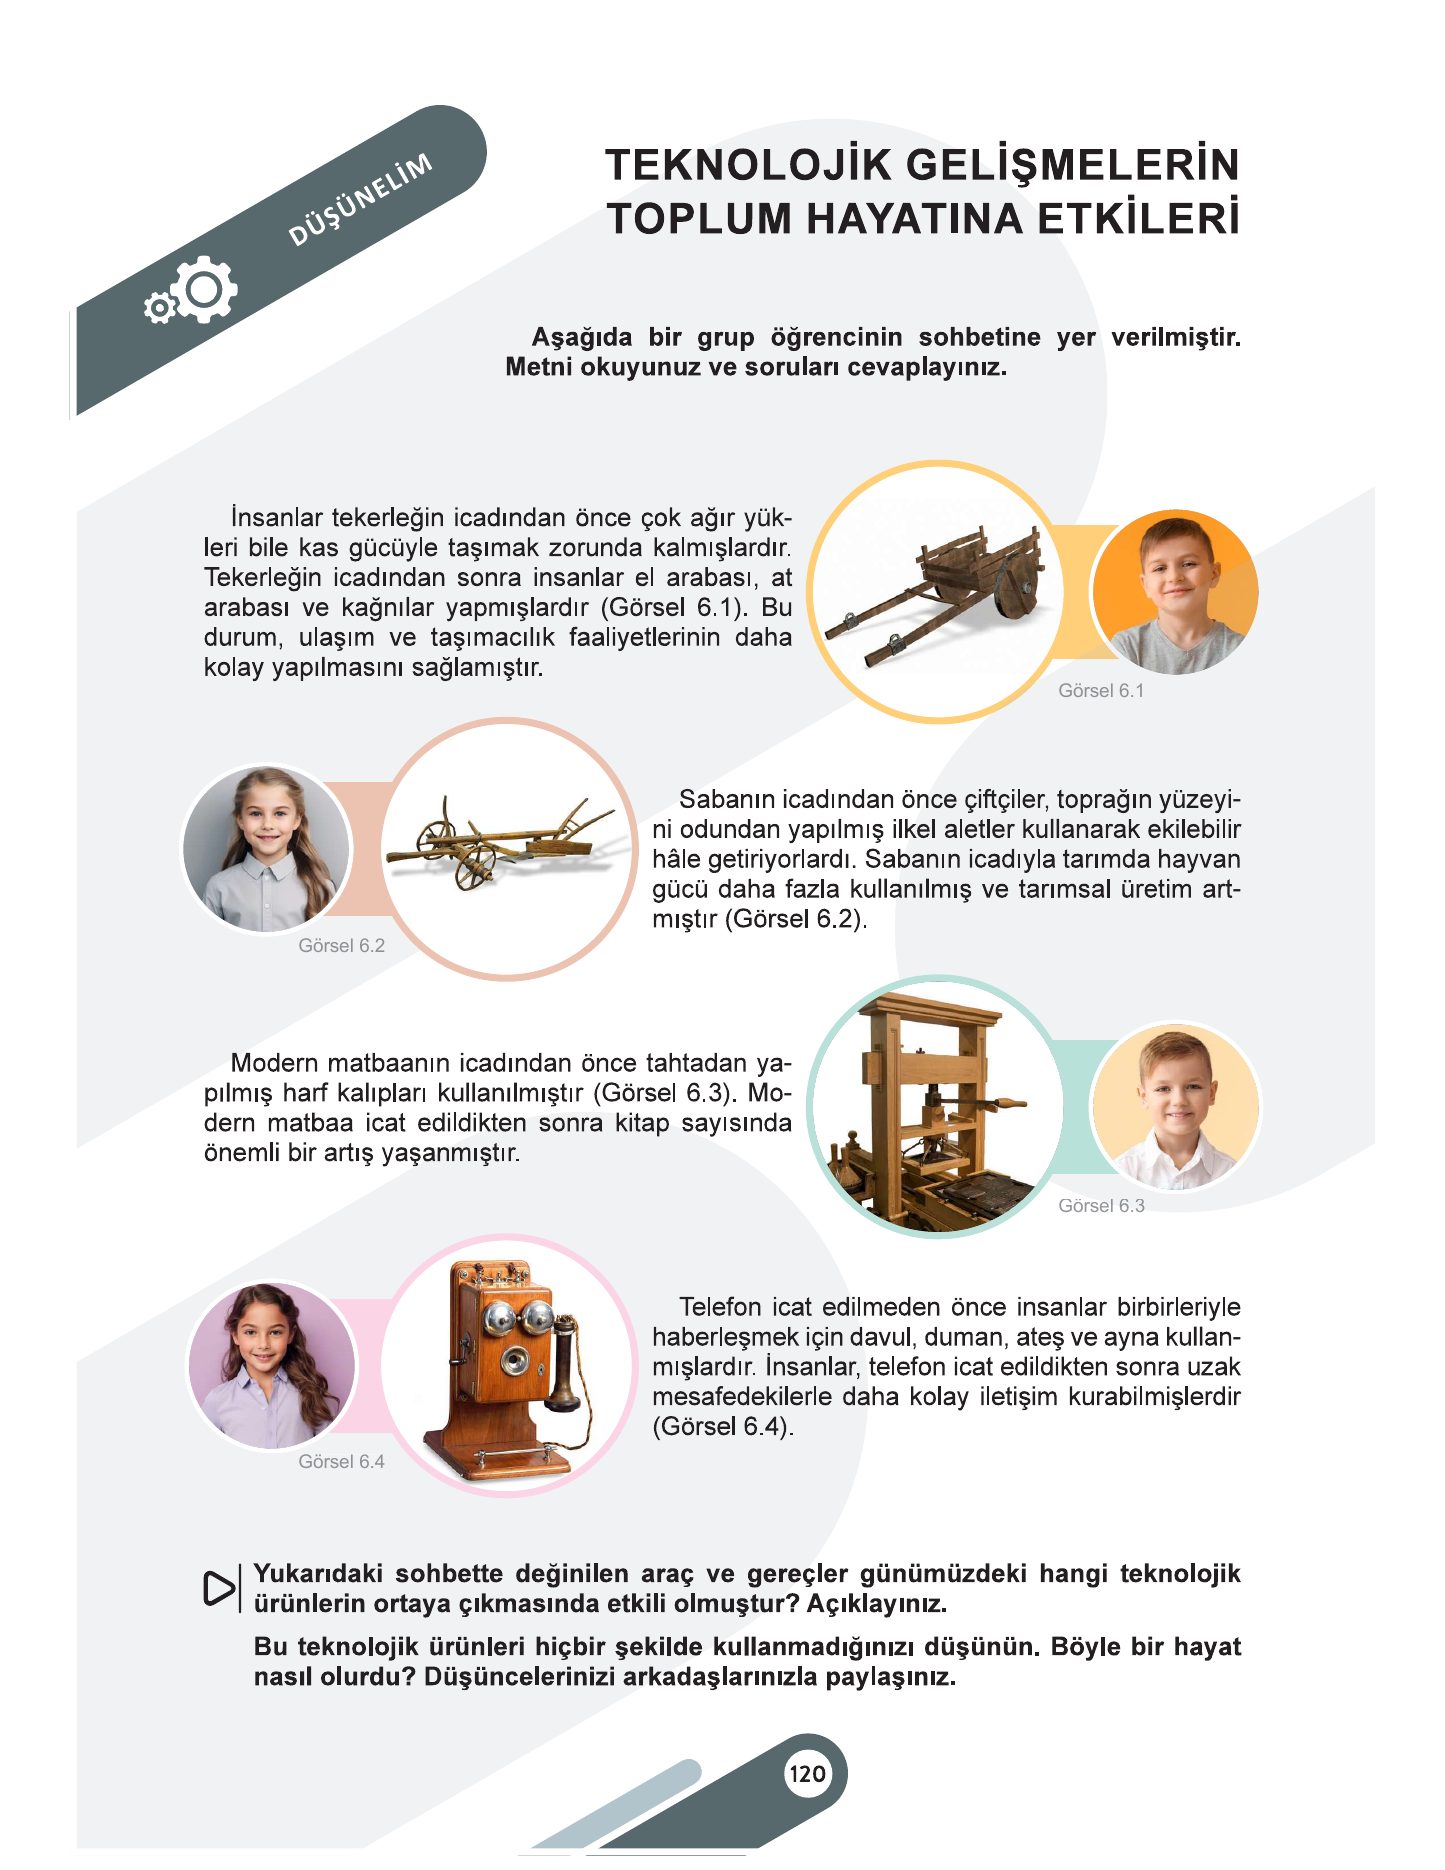 DÜŞÜNELİM
TEKNOLOJİK GELİŞMELERİN
TOPLUM HAYATINA ETKİLERİ
Aşağıda bir grup öğrencinin sohbetine yer verilmiştir.
Metni okuyunuz ve soruları cevaplayınız.
İnsanlar tekerleğin icadından önce çok ağır yük-
leri bile kas gücüyle taşımak zorunda kalmışlardır.
Tekerleğin icadından sonra insanlar el arabası, at
arabası ve kağnılar yapmışlardır (Görsel 6.1). Bu
durum, ulaşım ve taşımacılık faaliyetlerinin daha
kolay yapılmasını sağlamıştır.
Görsel 6.1
Sabanın icadından önce çiftçiler, toprağın yüzeyi-
ni odundan yapılmış ilkel aletler kullanarak ekilebilir
hâle getiriyorlardı. Sabanın icadıyla tarımda hayvan
gücü daha fazla kullanılmış ve tarımsal üretim art-
mıştır (Görsel 6.2).
Görsel 6.2
Modern matbaanın icadından önce tahtadan ya-
pılmış harf kalıpları kullanılmıştır (Görsel 6.3). Mo-
dern matbaa icat edildikten sonra kitap sayısında
önemli bir artış yaşanmıştır.
Görsel 6.3
Telefon icat edilmeden önce insanlar birbirleriyle
haberleşmek için davul, duman, ateş ve ayna kullan-
mışlardır. İnsanlar, telefon icat edildikten sonra uzak
mesafedekilerle daha kolay iletişim kurabilmişlerdir
(Görsel 6.4).
Görsel 6.4
Yukarıdaki sohbette değinilen araç ve gereçler günümüzdeki hangi teknolojik
ürünlerin ortaya çıkmasında etkili olmuştur? Açıklayınız.
Bu teknolojik ürünleri hiçbir şekilde kullanmadığınızı düşünün. Böyle bir hayat
nasıl olurdu? Düşüncelerinizi arkadaşlarınızla paylaşınız.
120